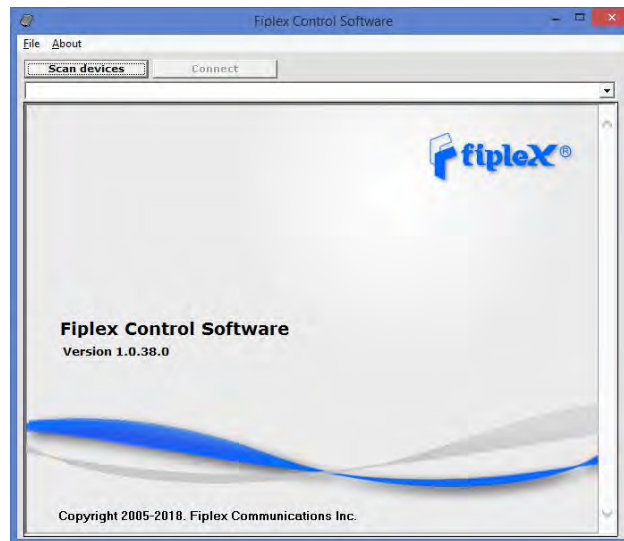 Fiplex Control Software
File About
Scan devices Connect
fipleX®
Fiplex Control Software
Version 1.0.38.0
Copyright 2005-2018. Fiplex Communications Inc.